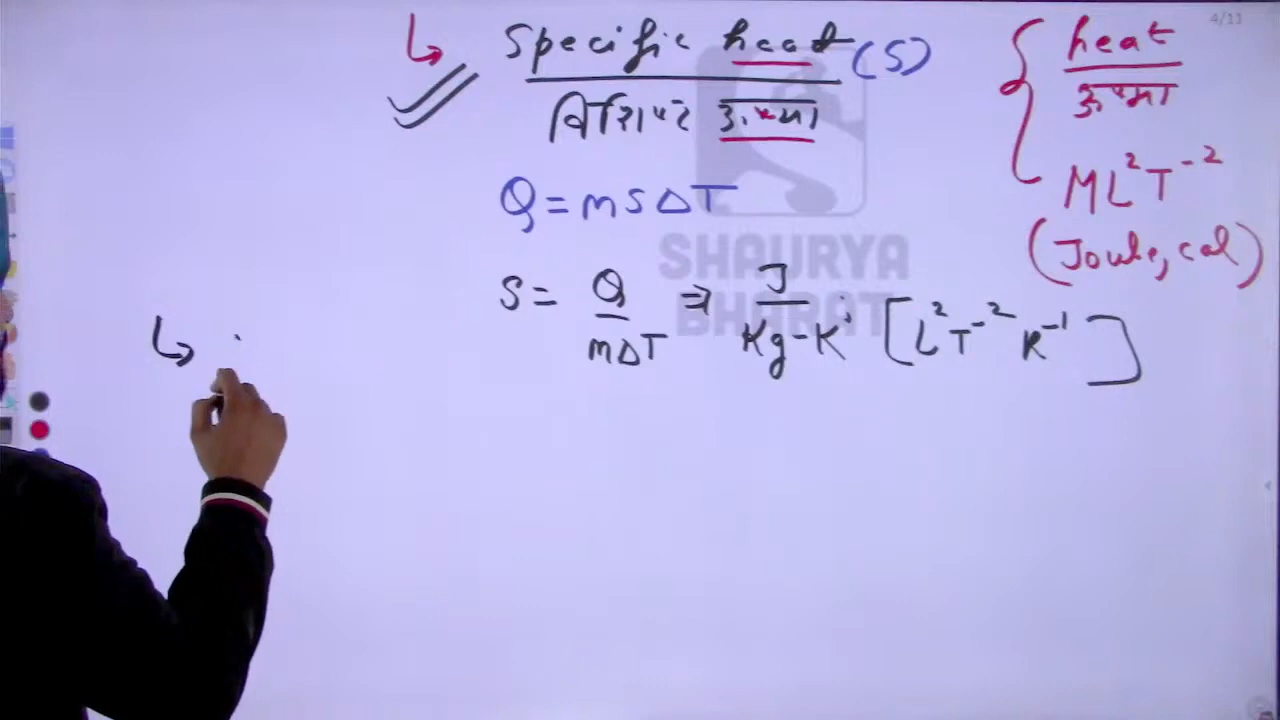 ↳ Specific heat (S)
विशिष्ट ऊष्मा
Q = msΔT
S = Q / mΔT ⇒ J / Kg-K [L²T⁻²K⁻¹]
heat
ऊष्मा
ML²T⁻²
(Joule, cal)
↳
SHAURYA
BHARAT
4/11